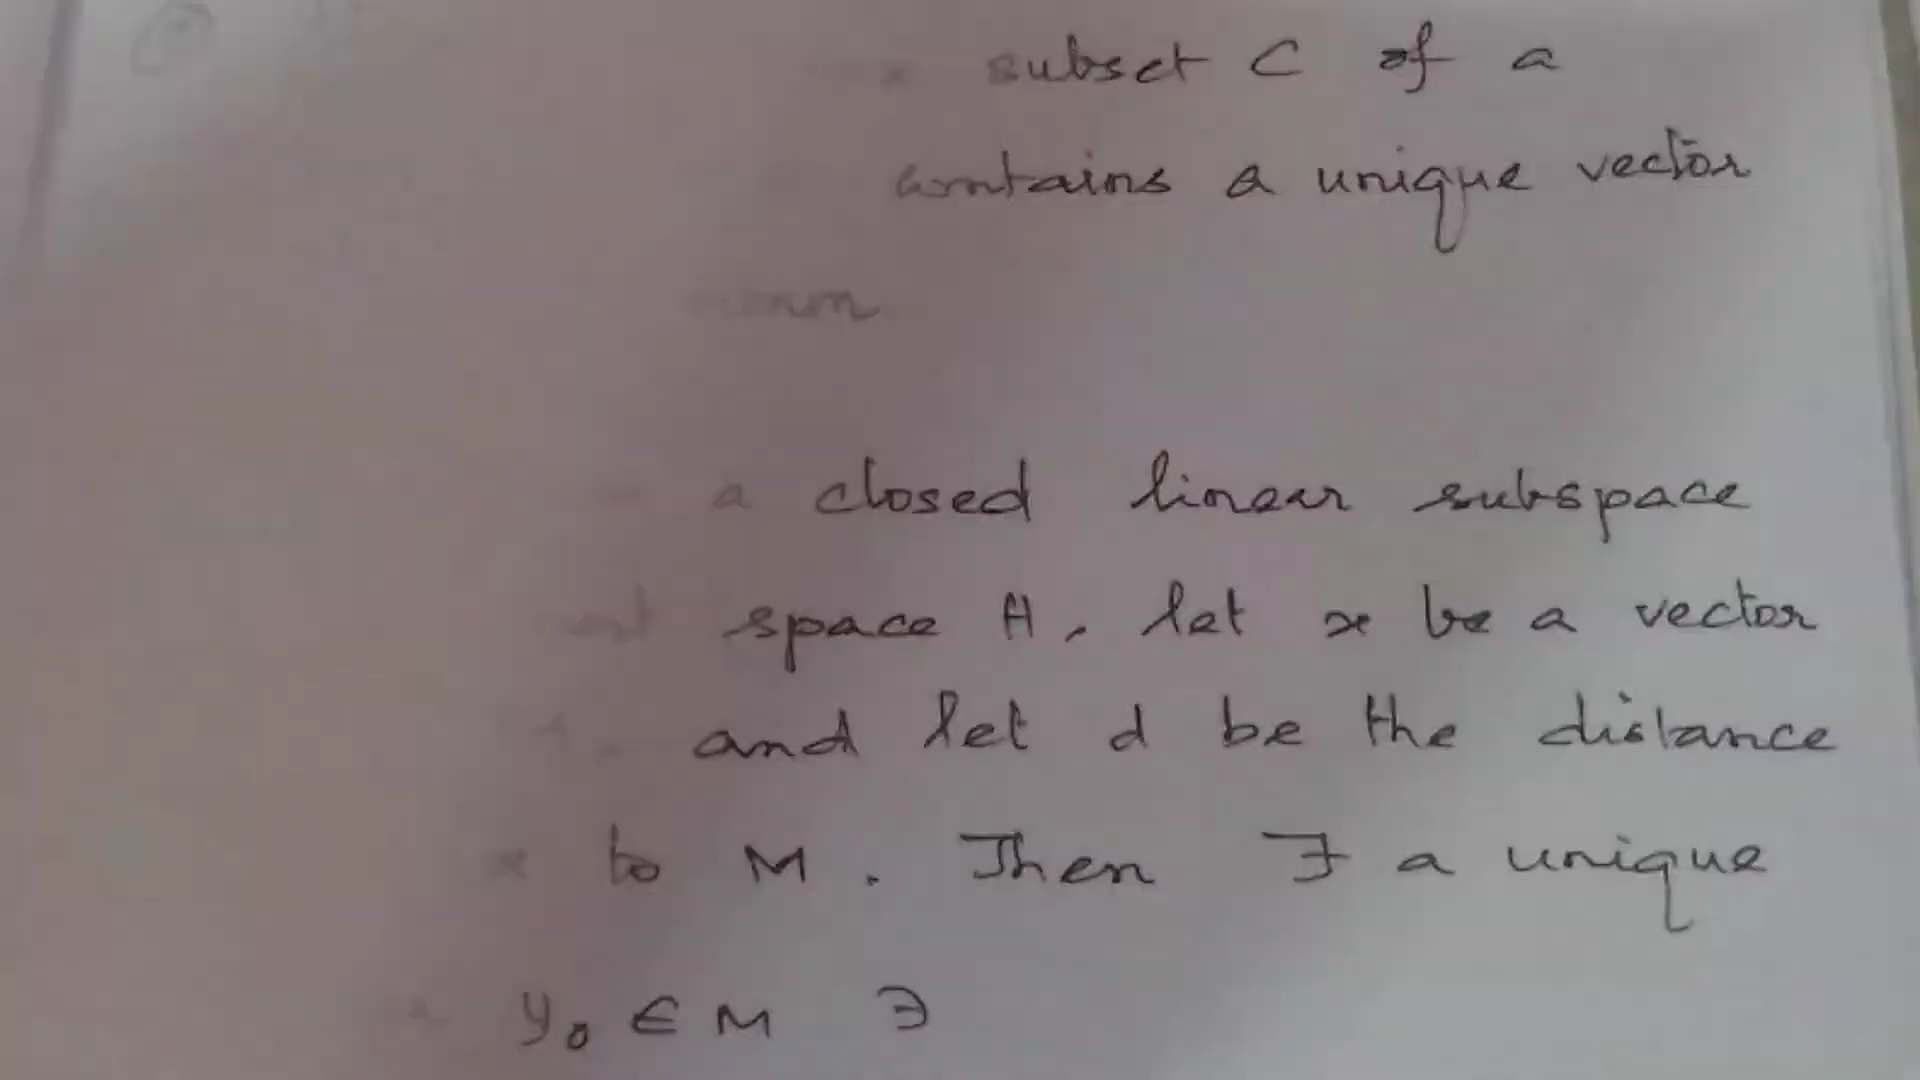 subset C of a
contains a unique vector
a closed linear subspace
space H. let x be a vector
and let d be the distance
x to M. Then ∃ a unique
y₀ ∈ M ∋